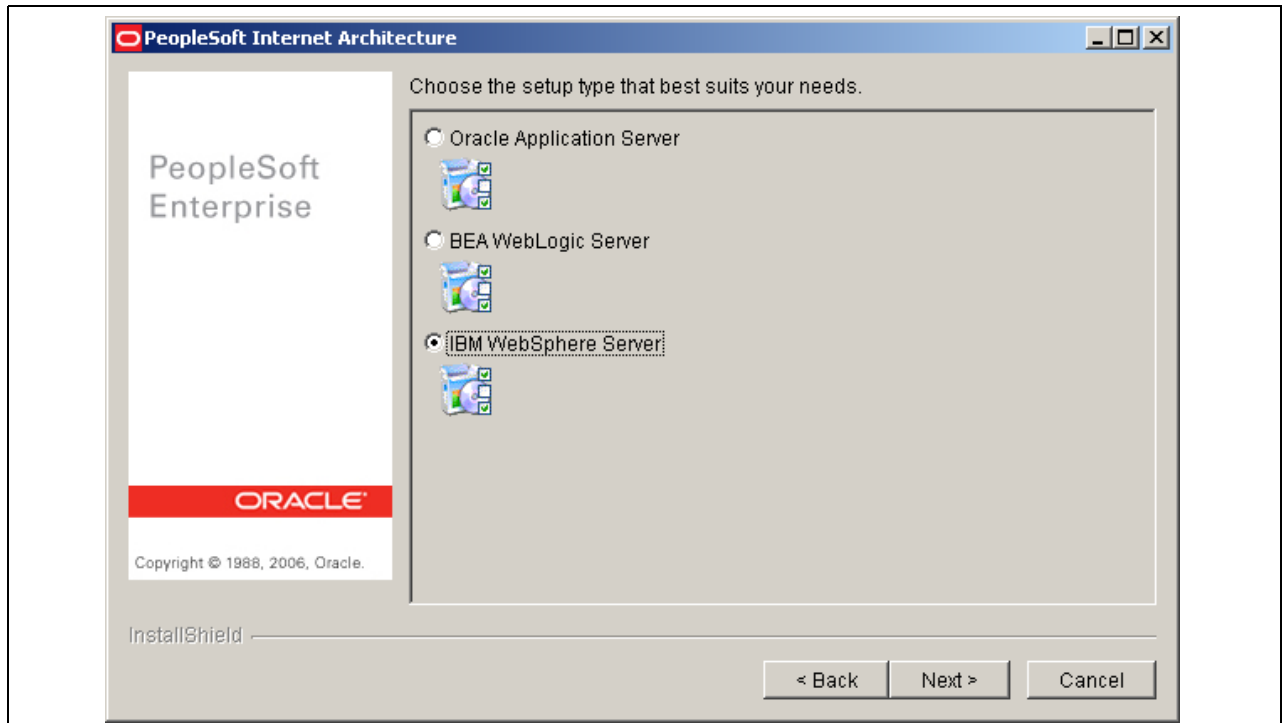 PeopleSoft Internet Architecture
Choose the setup type that best suits your needs.
PeopleSoft
Enterprise
Oracle Application Server
BEA WebLogic Server
IBM WebSphere Server
ORACLE
Copyright © 1988, 2006, Oracle.
InstallShield
< Back
Next >
Cancel